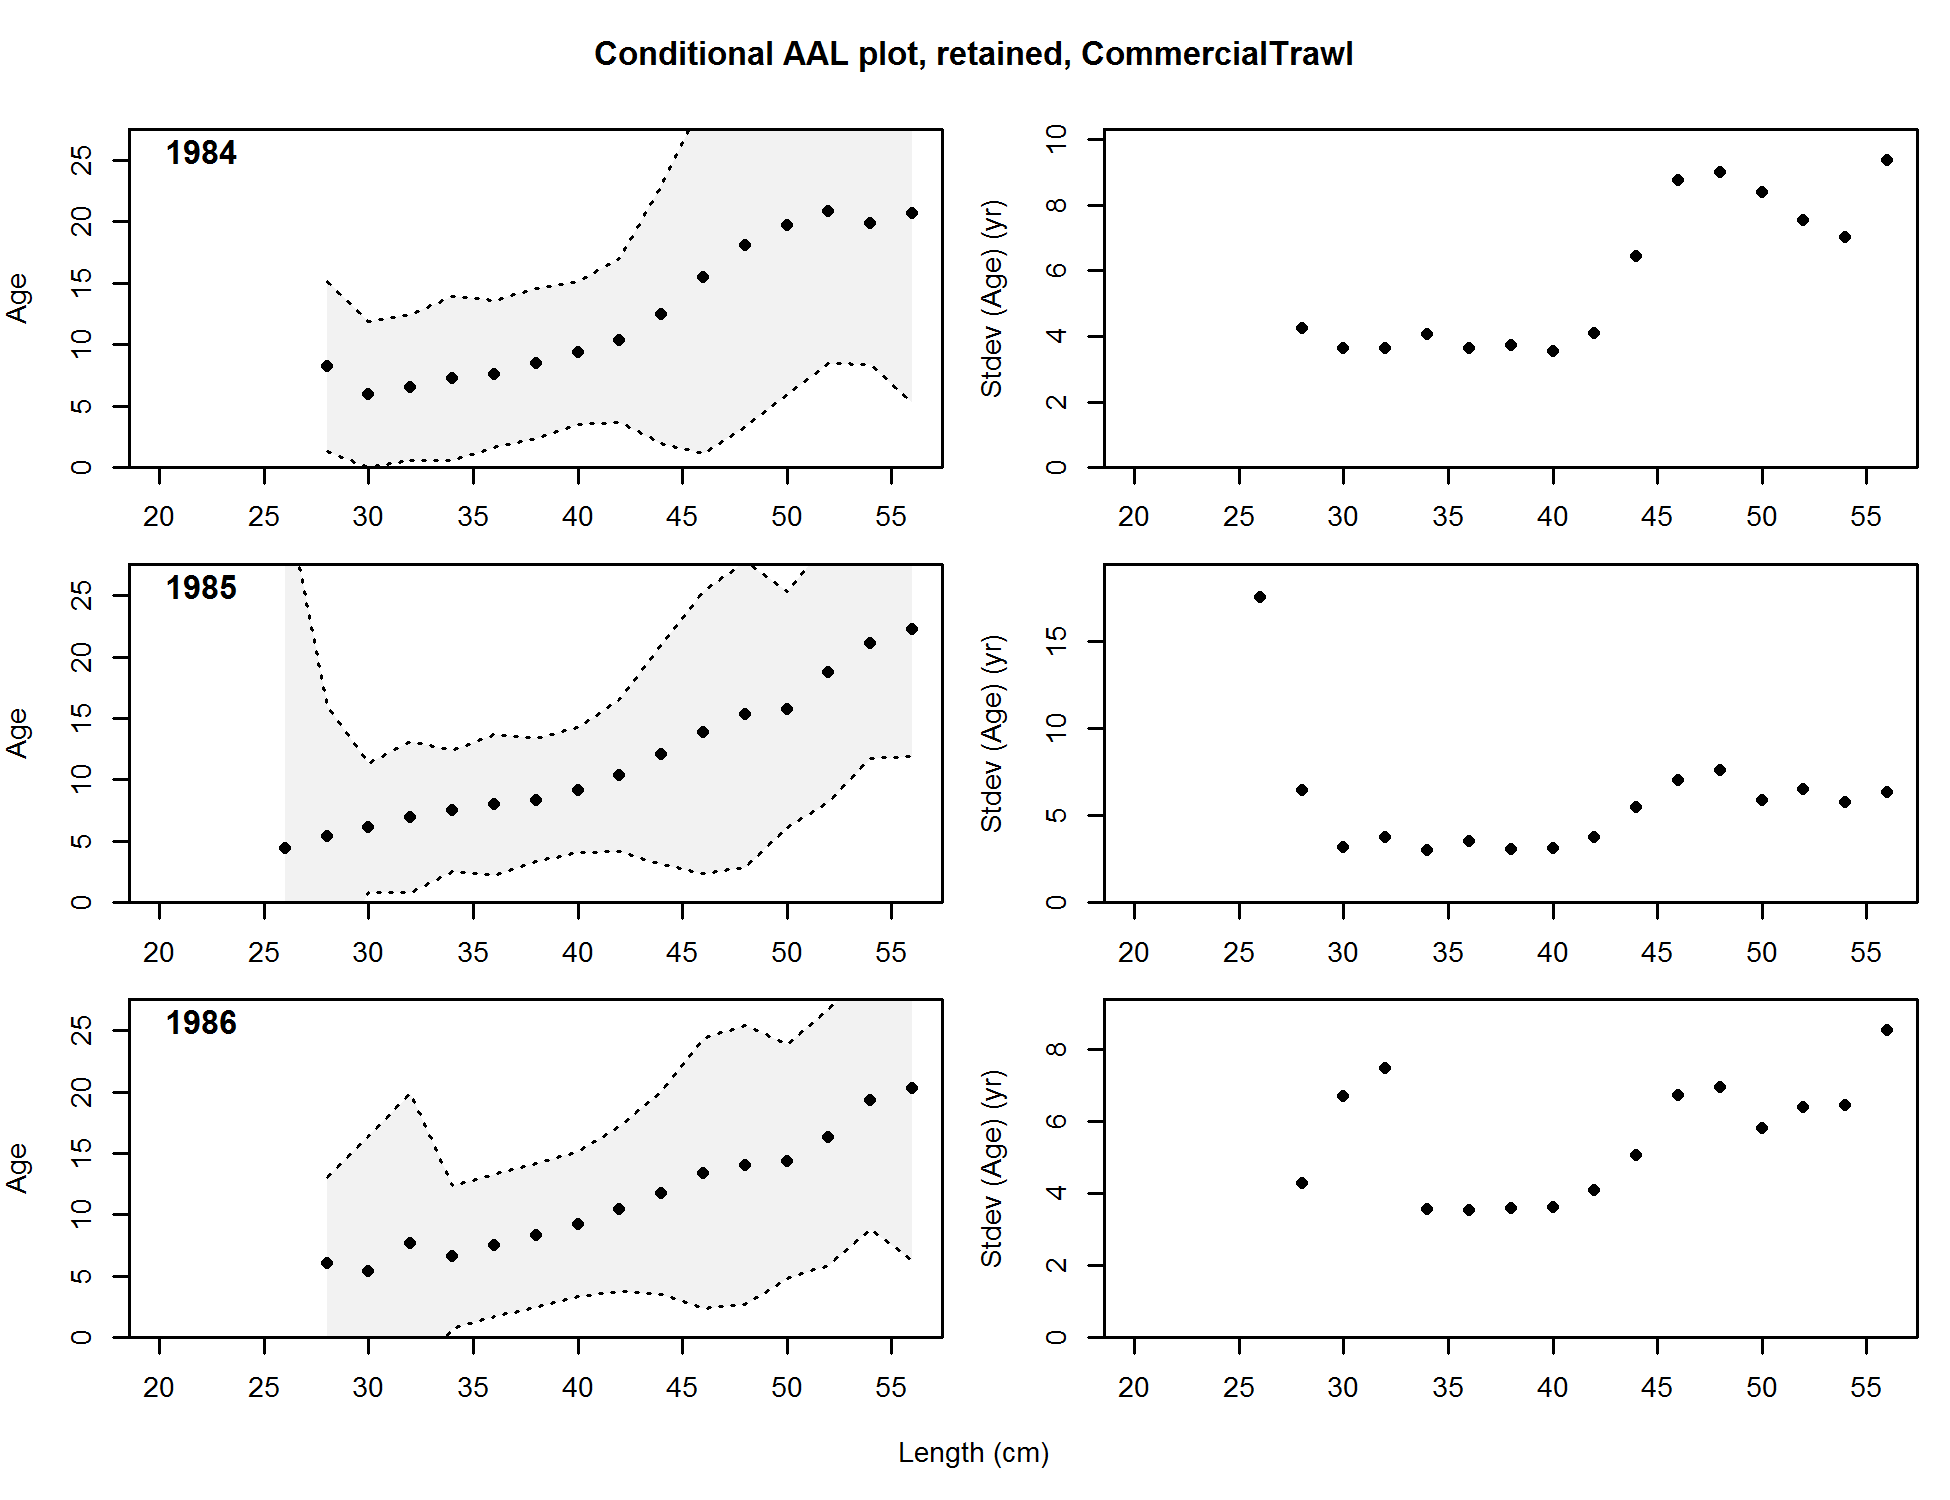 Conditional AAL plot, retained, CommercialTrawl
1984
Age
0 5 10 15 20 25
20 25 30 35 40 45 50 55
Stdev (Age) (yr)
0 2 4 6 8 10
20 25 30 35 40 45 50 55
1985
Age
0 5 10 15 20 25
20 25 30 35 40 45 50 55
Stdev (Age) (yr)
0 5 10 15
20 25 30 35 40 45 50 55
1986
Age
0 5 10 15 20 25
20 25 30 35 40 45 50 55
Stdev (Age) (yr)
0 2 4 6 8
20 25 30 35 40 45 50 55
Length (cm)